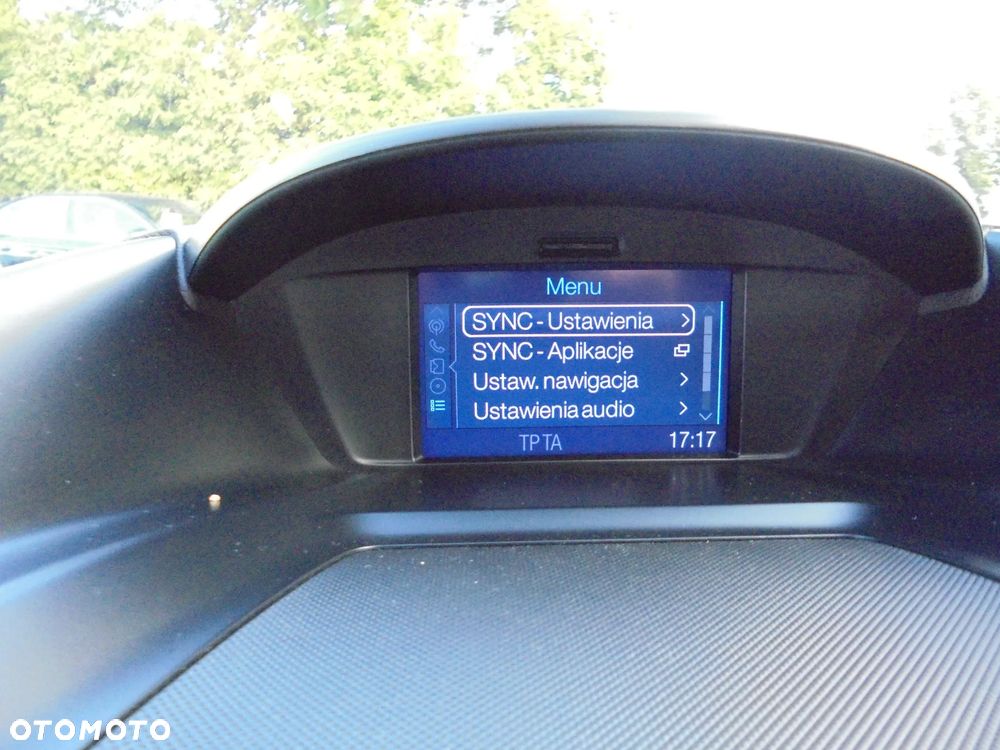 Menu
SYNC - Ustawienia
SYNC - Aplikacje
Ustaw. nawigacja
Ustawienia audio
TP TA 17:17
OTOMOTO